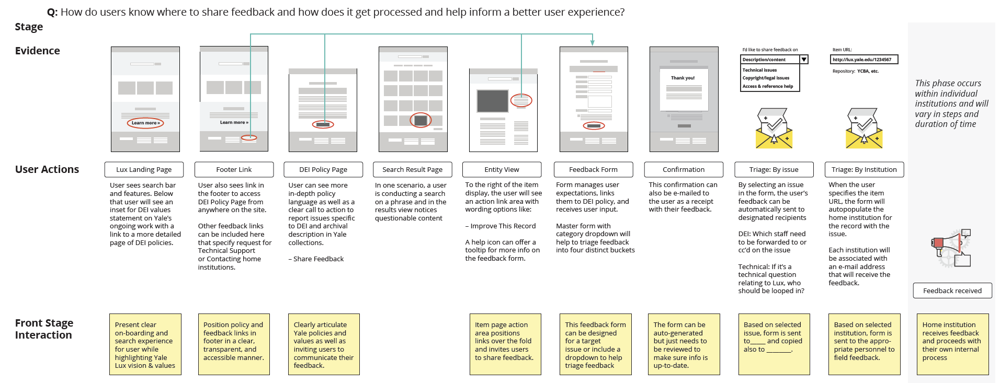 Q: How do users know where to share feedback and how does it get processed and help inform a better user experience?
Stage
Evidence
Learn more »
Learn more »
Thank you!
I'd like to share feedback on
Description/content
Technical issues
Copyright/legal issues
Access & reference help
Item URL:
http://lux.yale.edu/1234567
Repository: YCBA, etc.
This phase occurs
within individual
institutions and will
vary in steps and
duration of time
User Actions
Lux Landing Page
User sees search bar
and features. Below
that user will see an
inset for DEI values
statement on Yale's
ongoing work with a
link to a more detailed
page of DEI policies.
Footer Link
User also sees link in
the footer to access
DEI Policy Page from
anywhere on the site.
Other feedback links
can be included here
that specify request for
Technical Support
or Contacting home
institutions.
DEI Policy Page
User can see more
in-depth policy
language as well as a
clear call to action to
report issues specific
to DEI and archival
description in Yale
collections.
– Share Feedback
Search Result Page
In one scenario, a user
is conducting a search
on a phrase and in the
results view notices
questionable content
Entity View
To the right of the item
display, the user will see
an action link area with
wording options like:
– Improve This Record
A help icon can offer a
tooltip for more info on
the feedback form.
Feedback Form
Form manages user
expectations, links
them to DEI policy, and
receives user input.
Master form with
category dropdown will
help to triage feedback
into four distinct buckets
Confirmation
This confirmation can
also be e-mailed to
the user as a receipt
with their feedback.
Triage: By issue
By selecting an issue
in the form, the user's
feedback can be
automatically sent to
designated recipients
DEI: Which staff need
to be forwarded to or
cc'd on the issue
Technical: If it's a
technical question
relating to Lux, who
should be looped in?
Triage: By Institution
When the user
specifies the item
URL, the form will
autopopulate the
home institution for
the record with the
issue.
Each institution will
be associated with
an e-mail address
that will receive the
feedback.
Feedback received
Front Stage
Interaction
Present clear
on-boarding and
search experience
for user while
highlighting Yale
Lux vision & values
Position policy and
feedback links in
footer in a clear,
transparent, and
accessible manner.
Clearly articulate
Yale policies and
values as well as
inviting users to
communicate their
feedback.
Item page action
area positions
links over the fold
and invites users
to share feedback.
This feedback form
can be designed
for a target
issue or include a
dropdown to help
triage feedback
The form can be
auto-generated
but just needs to
be reviewed to
make sure info is
up-to-date.
Based on selected
issue, form is sent
to_____ and copied
also to ________.
Based on selected
institution, form is
sent to the appro-
priate personnel to
field feedback.
Home institution
receives feedback
and proceeds with
their own internal
process